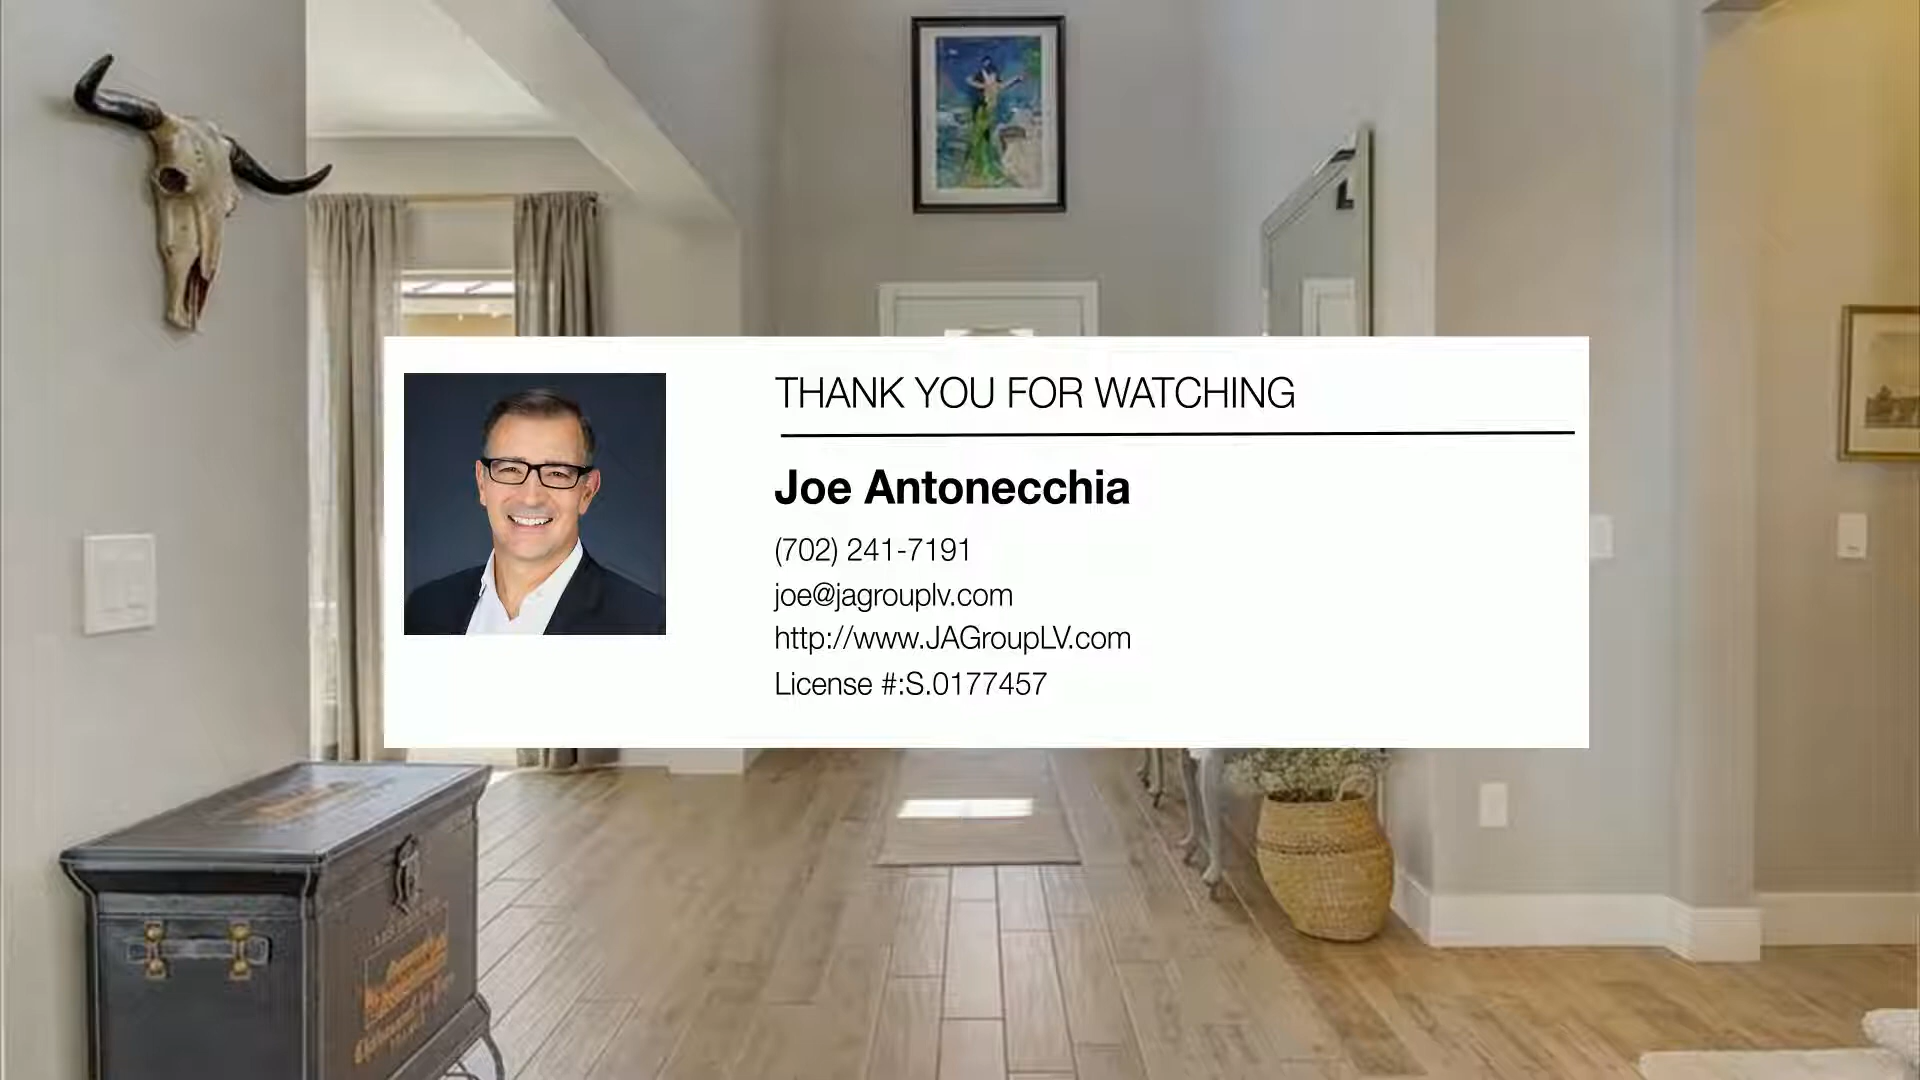 THANK YOU FOR WATCHING
Joe Antonecchia
(702) 241-7191
joe@jagrouplv.com
http://www.JAGroupLV.com
License #:S.0177457